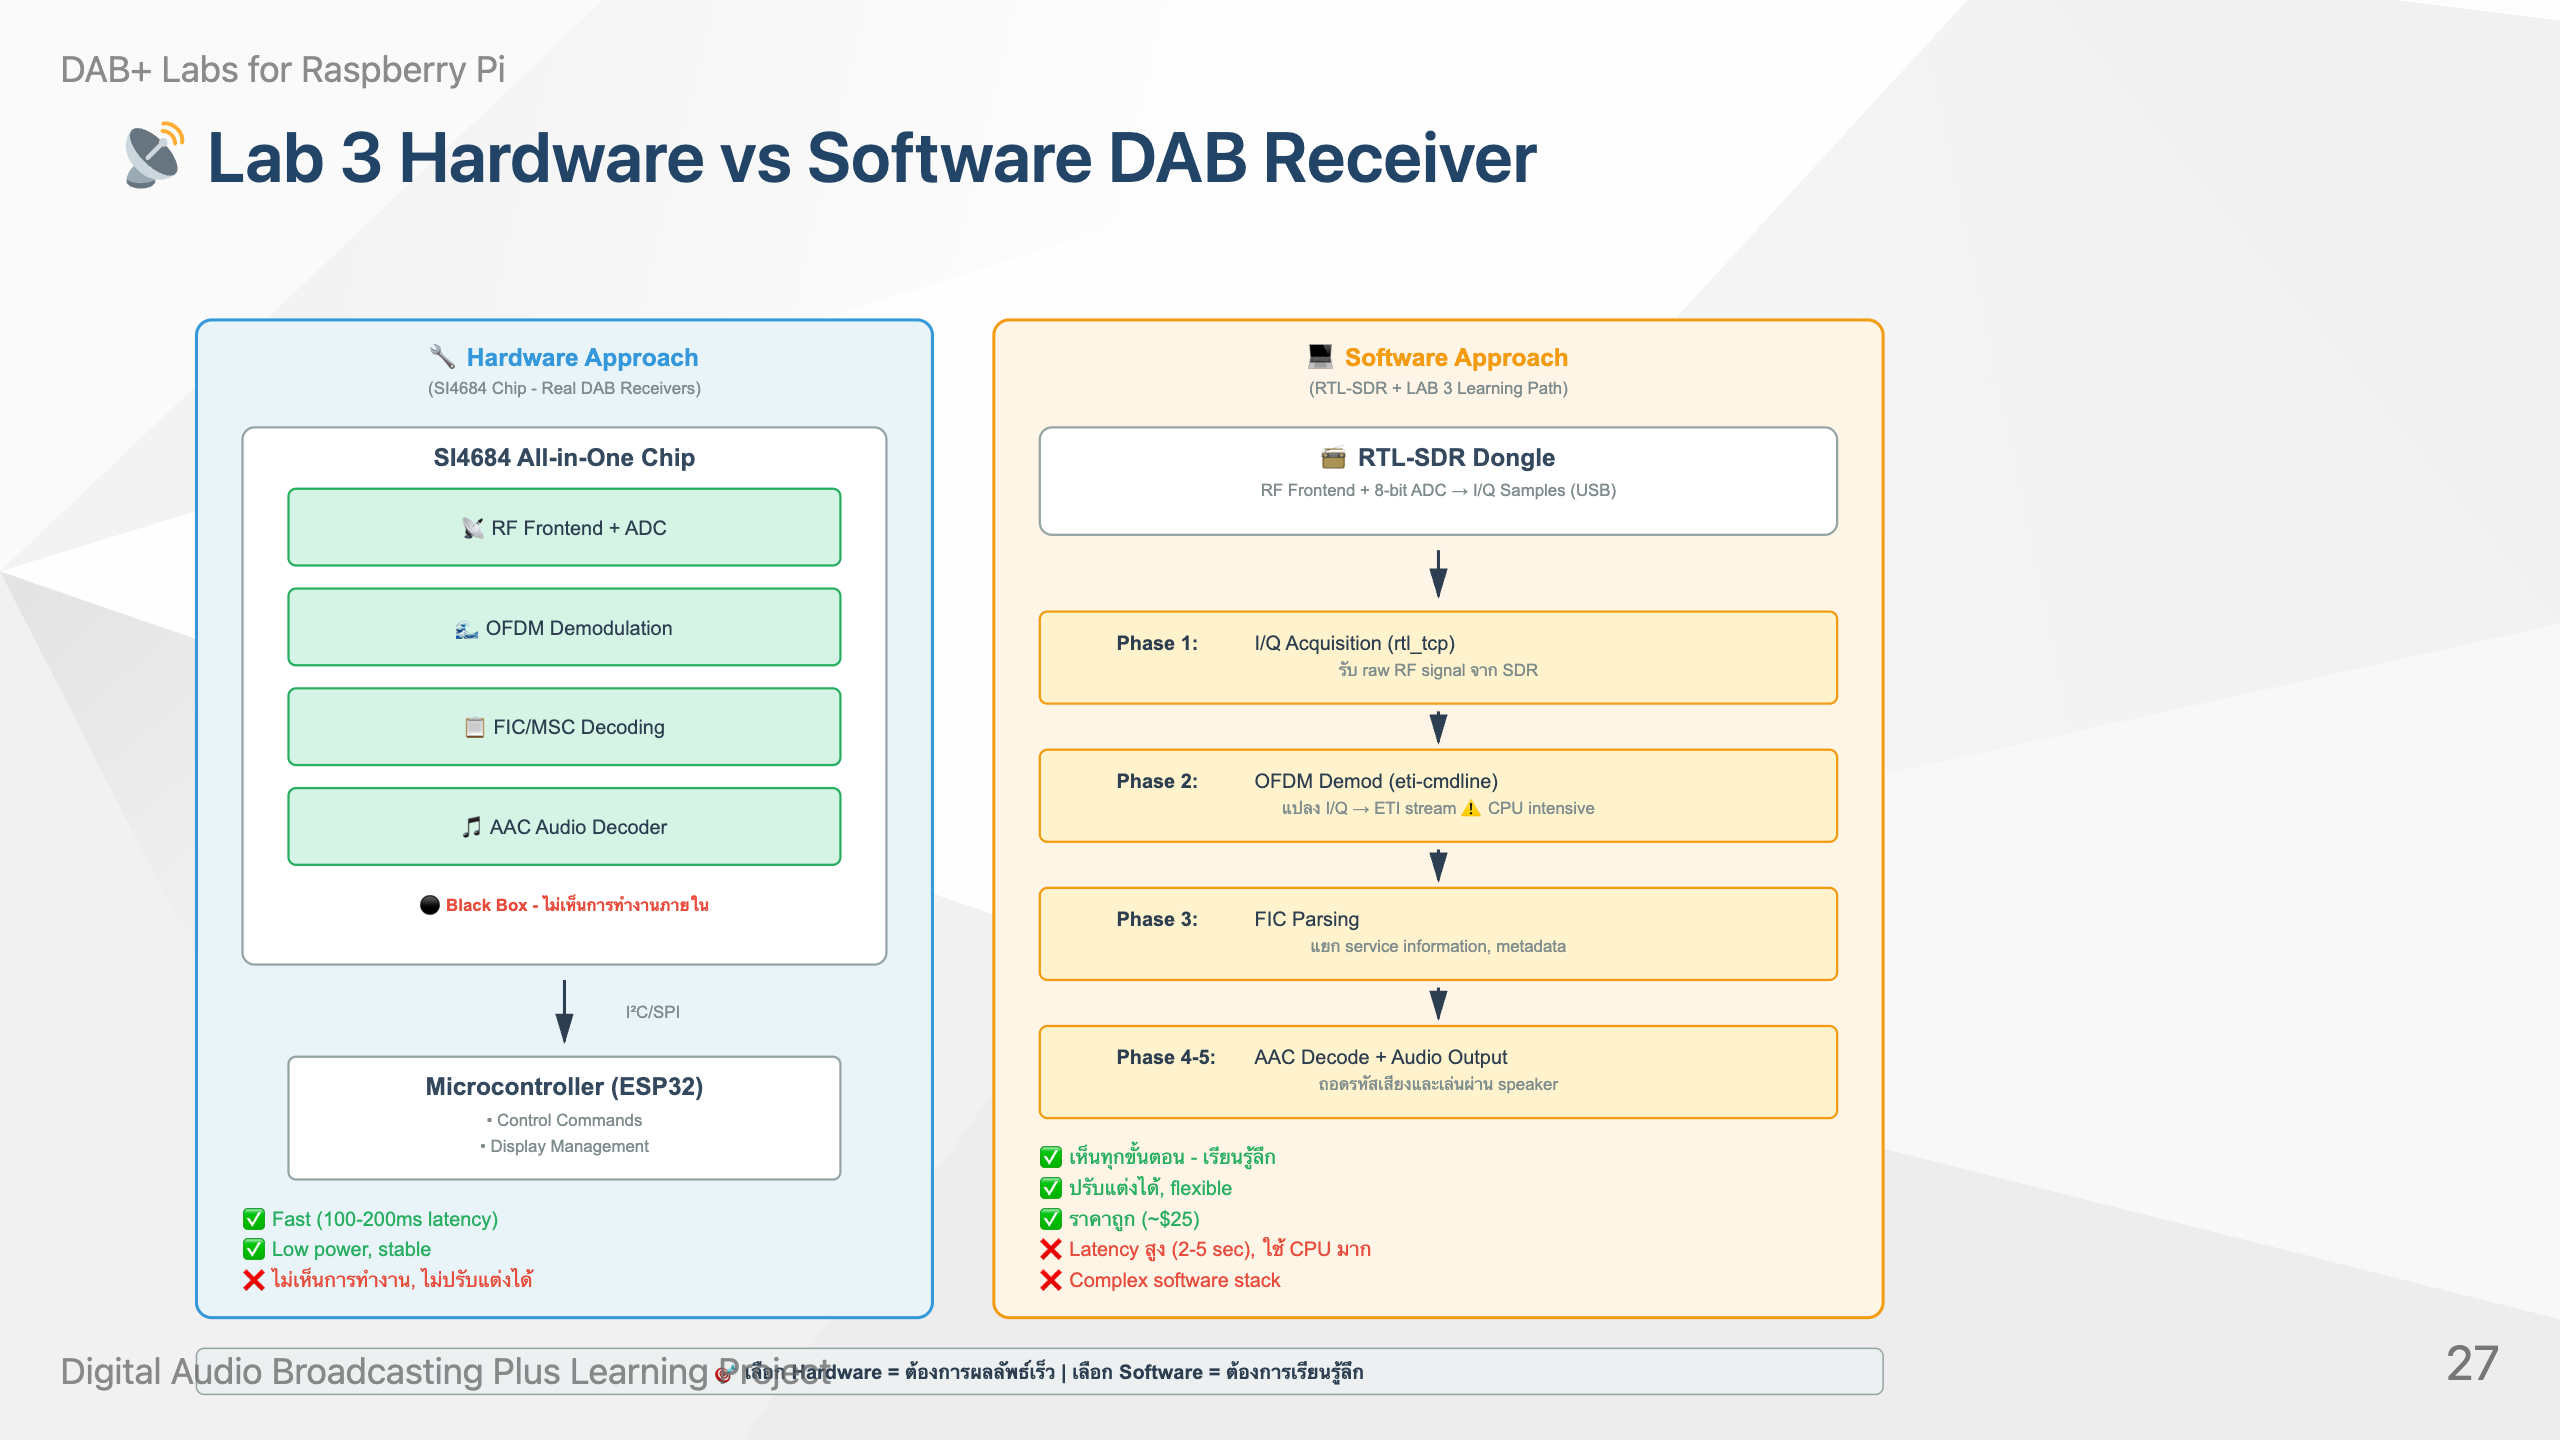 DAB+ Labs for Raspberry Pi
📡 Lab 3 Hardware vs Software DAB Receiver
🔧 Hardware Approach
(SI4684 Chip - Real DAB Receivers)
SI4684 All-in-One Chip
📡 RF Frontend + ADC
🌊 OFDM Demodulation
📋 FIC/MSC Decoding
🎵 AAC Audio Decoder
⚫ Black Box - ไม่เห็นการทำงานภายใน
I²C/SPI
Microcontroller (ESP32)
• Control Commands
• Display Management
✅ Fast (100-200ms latency)
✅ Low power, stable
❌ ไม่เห็นการทำงาน, ไม่ปรับแต่งได้
💻 Software Approach
(RTL-SDR + LAB 3 Learning Path)
📻 RTL-SDR Dongle
RF Frontend + 8-bit ADC → I/Q Samples (USB)
Phase 1: I/Q Acquisition (rtl_tcp)
รับ raw RF signal จาก SDR
Phase 2: OFDM Demod (eti-cmdline)
แปลง I/Q → ETI stream ⚠️ CPU intensive
Phase 3: FIC Parsing
แยก service information, metadata
Phase 4-5: AAC Decode + Audio Output
ถอดรหัสเสียงและเล่นผ่าน speaker
✅ เห็นทุกขั้นตอน - เรียนรู้ลึก
✅ ปรับแต่งได้, flexible
✅ ราคาถูก (~$25)
❌ Latency สูง (2-5 sec), ใช้ CPU มาก
❌ Complex software stack
🎯 เลือก Hardware = ต้องการผลลัพธ์เร็ว | เลือก Software = ต้องการเรียนรู้ลึก
Digital Audio Broadcasting Plus Learning Project
27